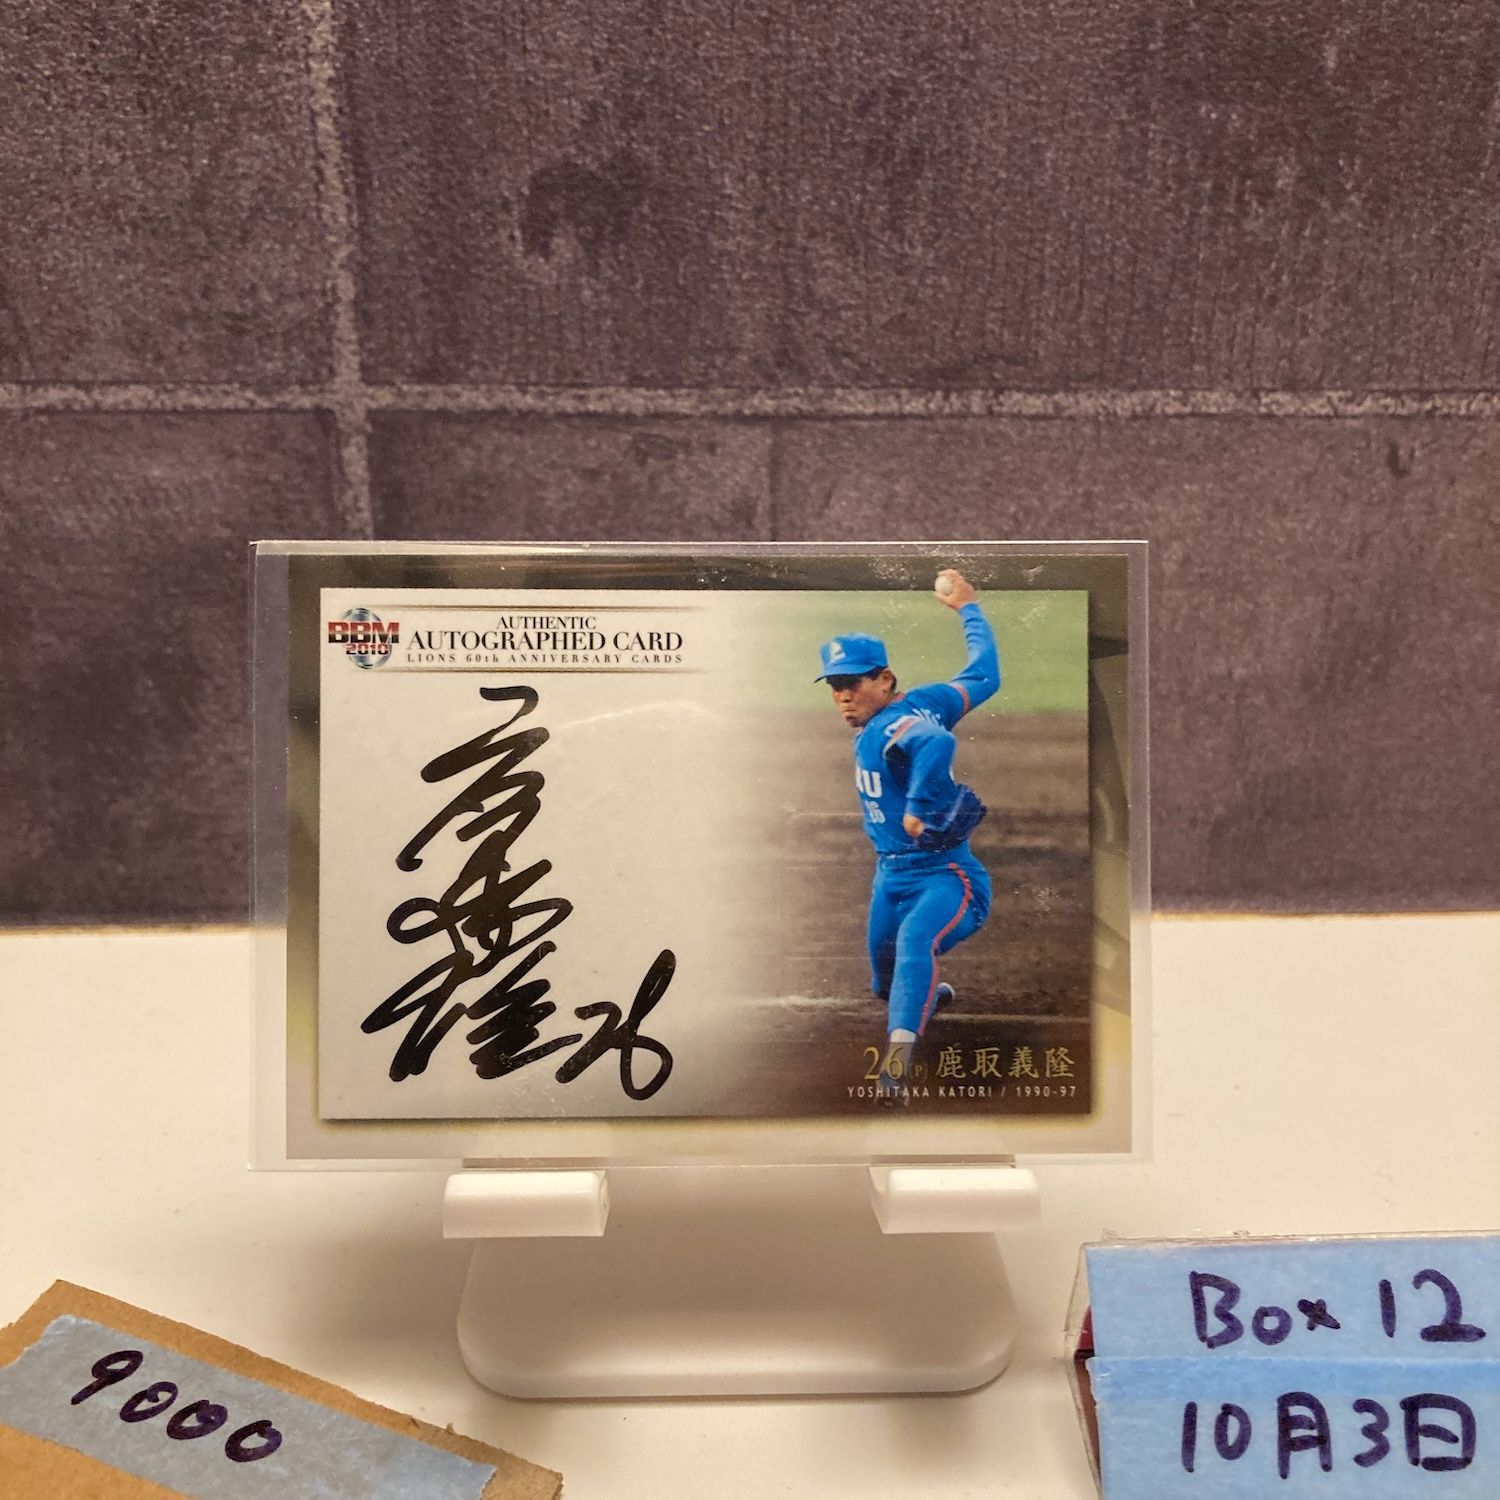 BBM
2010
AUTHENTIC
AUTOGRAPHED CARD
LIONS 60th ANNIVERSARY CARDS
26
26(P) 鹿取義隆
YOSHITAKA KATORI / 1990-97
9000
Box 12
10月3日